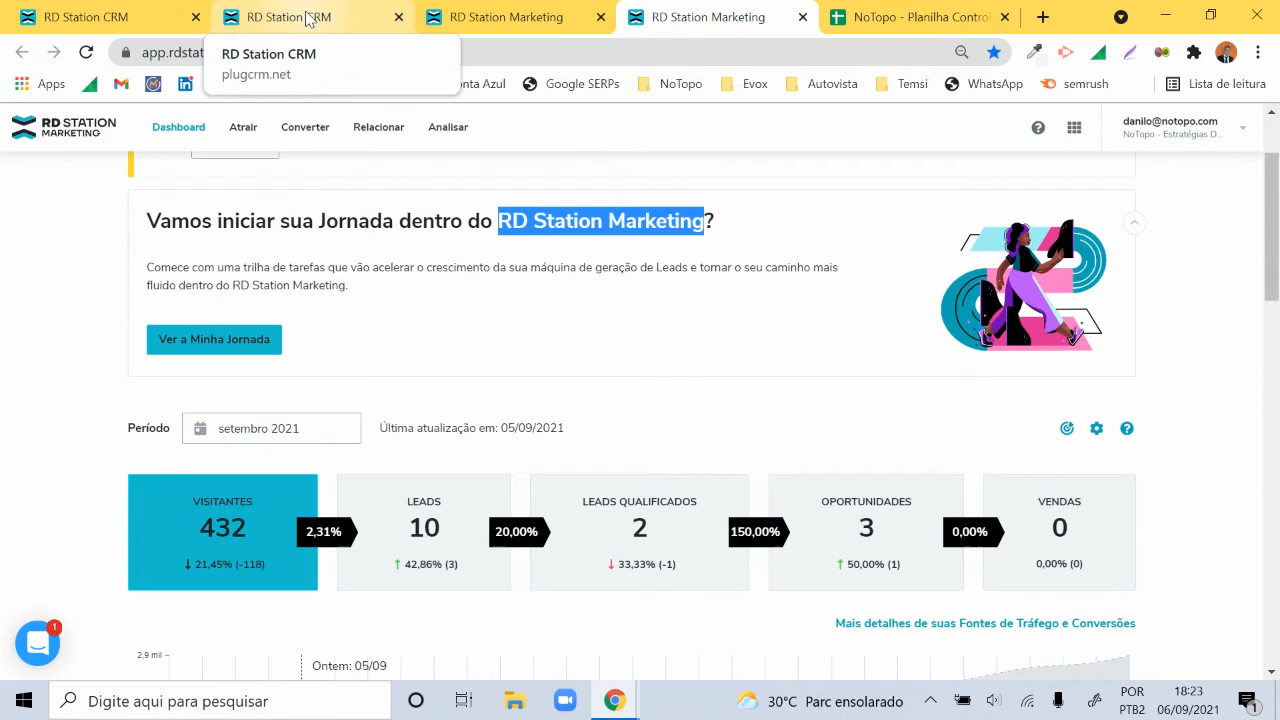 RD Station CRM
RD Station CRM
RD Station Marketing
RD Station Marketing
NoTopo - Planilha Control
RD Station CRM
plugcrm.net
app.rdstat
Apps
onta Azul
Google SERPs
NoTopo
Evox
Autavista
Temsi
WhatsApp
semrush
Lista de leitura
RD STATION
MARKETING
Dashboard
Atrair
Converter
Relacionar
Analisar
danilo@notopo.com
NoTopo - Estratégias D...
Vamos iniciar sua Jornada dentro do RD Station Marketing?
Comece com uma trilha de tarefas que vão acelerar o crescimento da sua máquina de geração de Leads e tornar o seu caminho mais
fluido dentro do RD Station Marketing.
Ver a Minha Jornada
Período
setembro 2021
Última atualização em: 05/09/2021
VISITANTES
432
21,45% (-118)
2,31%
LEADS
10
42,86% (3)
20,00%
LEADS QUALIFICADOS
2
33,33% (-1)
150,00%
OPORTUNIDADES
3
50,00% (1)
0,00%
VENDAS
0
0,00% (0)
Mais detalhes de suas Fontes de Tráfego e Conversões
2,9 mil
Ontem: 05/09
1
Digite aqui para pesquisar
30°C Parc ensolarado
POR
PTB2
18:23
06/09/2021
1